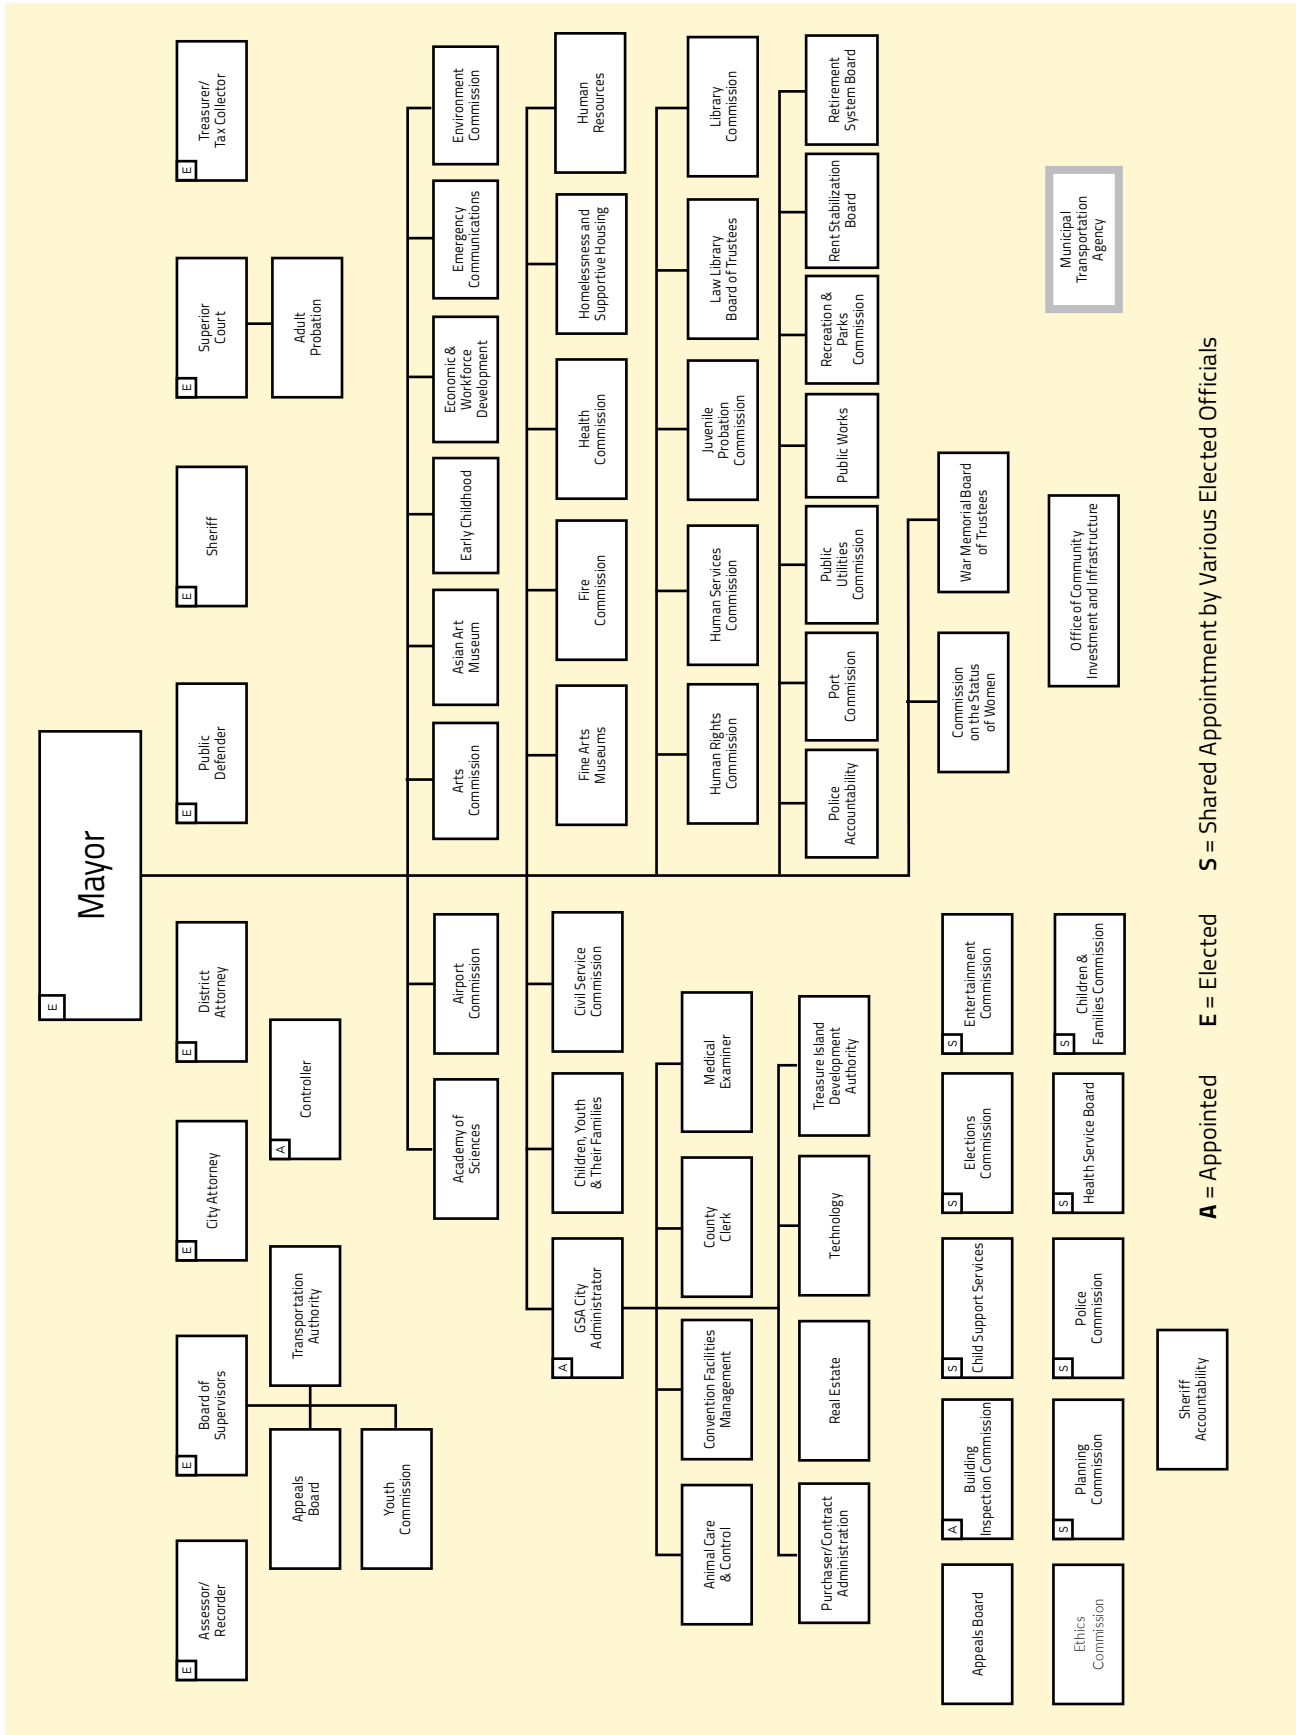 E
Mayor
E
Assessor/
Recorder
E
Board of
Supervisors
E
City Attorney
E
District
Attorney
E
Public
Defender
E
Sheriff
E
Superior
Court
E
Treasurer/
Tax Collector
Appeals
Board
Transportation
Authority
A
Controller
Adult
Probation
Youth
Commission
Academy of
Sciences
Airport
Commission
Arts
Commission
Asian Art
Museum
Early Childhood
Economic &
Workforce
Development
Emergency
Communications
Environment
Commission
A
GSA City
Administrator
Children, Youth
& Their Families
Civil Service
Commission
Fine Arts
Museums
Fire
Commission
Health
Commission
Homelessness and
Supportive Housing
Human
Resources
Animal Care
& Control
Convention Facilities
Management
County
Clerk
Medical
Examiner
Human Rights
Commission
Human Services
Commission
Juvenile
Probation
Commission
Law Library
Board of Trustees
Library
Commission
Purchaser/Contract
Administration
Real Estate
Technology
Treasure Island
Development
Authority
Police
Accountability
Port
Commission
Public
Utilities
Commission
Public Works
Recreation &
Parks
Commission
Rent Stabilization
Board
Retirement
System Board
Appeals Board
A
Building
Inspection Commission
S
Child Support Services
S
Elections
Commission
S
Entertainment
Commission
Commission
on the Status
of Women
War Memorial Board
of Trustees
Ethics
Commission
S
Planning
Commission
S
Police
Commission
S
Health Service Board
S
Children &
Families Commission
Office of Community
Investment and Infrastructure
Municipal
Transportation
Agency
Sheriff
Accountability
A = Appointed E = Elected S = Shared Appointment by Various Elected Officials